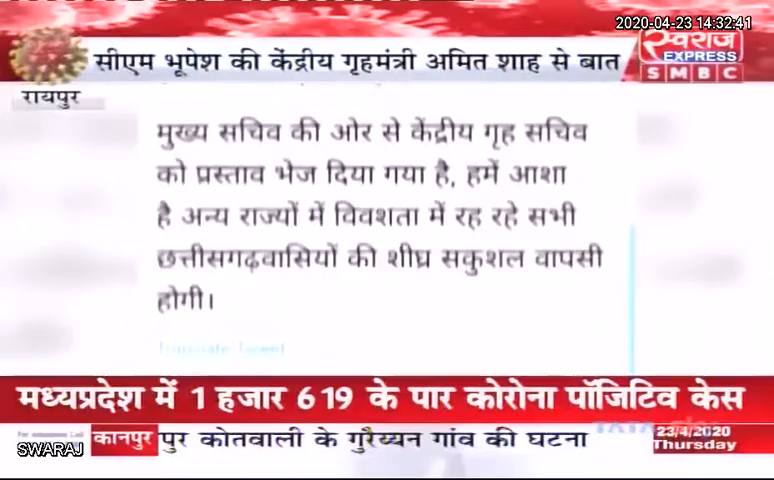 2020-04-23 14:32:41
स्वराज
EXPRESS
SMBC
सीएम भूपेश की केंद्रीय गृहमंत्री अमित शाह से बात
रायपुर
मुख्य सचिव की ओर से केंद्रीय गृह सचिव
को प्रस्ताव भेज दिया गया है, हमें आशा
है अन्य राज्यों में विवशता में रह रहे सभी
छत्तीसगढ़वासियों की शीघ्र सकुशल वापसी
होगी।
Translate Tweet
मध्यप्रदेश में 1 हजार 619 के पार कोरोना पॉजिटिव केस
TATA sky
कानपुर
पुर कोतवाली के गुरैय्यन गांव की घटना
23/4/2020
Thursday
SWARAJ